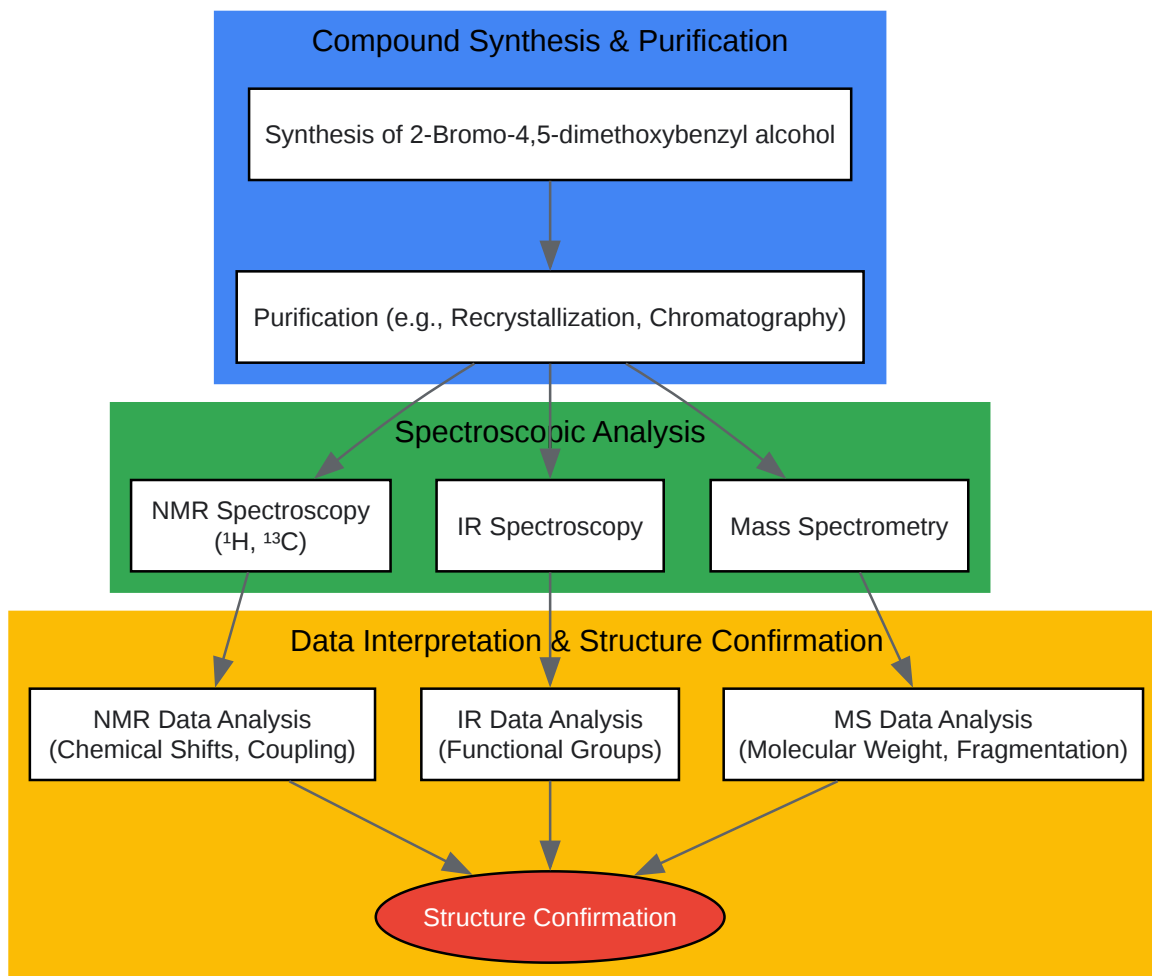 Compound Synthesis & Purification
Synthesis of 2-Bromo-4,5-dimethoxybenzyl alcohol
Purification (e.g., Recrystallization, Chromatography)
Spectroscopic Analysis
NMR Spectroscopy
(¹H, ¹³C)
IR Spectroscopy
Mass Spectrometry
Data Interpretation & Structure Confirmation
NMR Data Analysis
(Chemical Shifts, Coupling)
IR Data Analysis
(Functional Groups)
MS Data Analysis
(Molecular Weight, Fragmentation)
Structure Confirmation